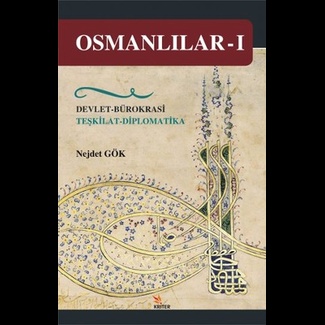 OSMANLILAR-I
DEVLET-BÜROKRASİ
TEŞKİLAT-DİPLOMATİKA
Nejdet GÖK
KRİTER